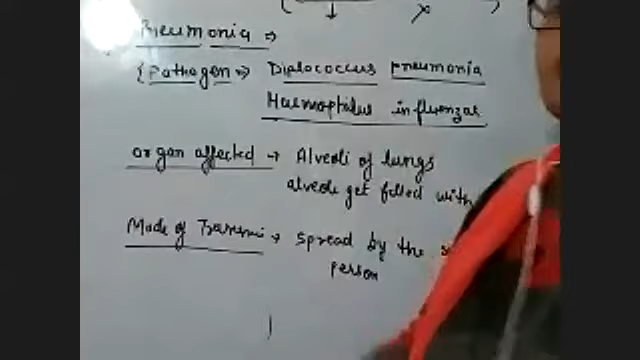 Pneumonia ⇒
{Pathogen ⇒ Diplococcus pneumonia
Haemophilus influenzae
organ affected → Alveoli of lungs
alveoli get filled with
Mode of Transmi → spread by the
person